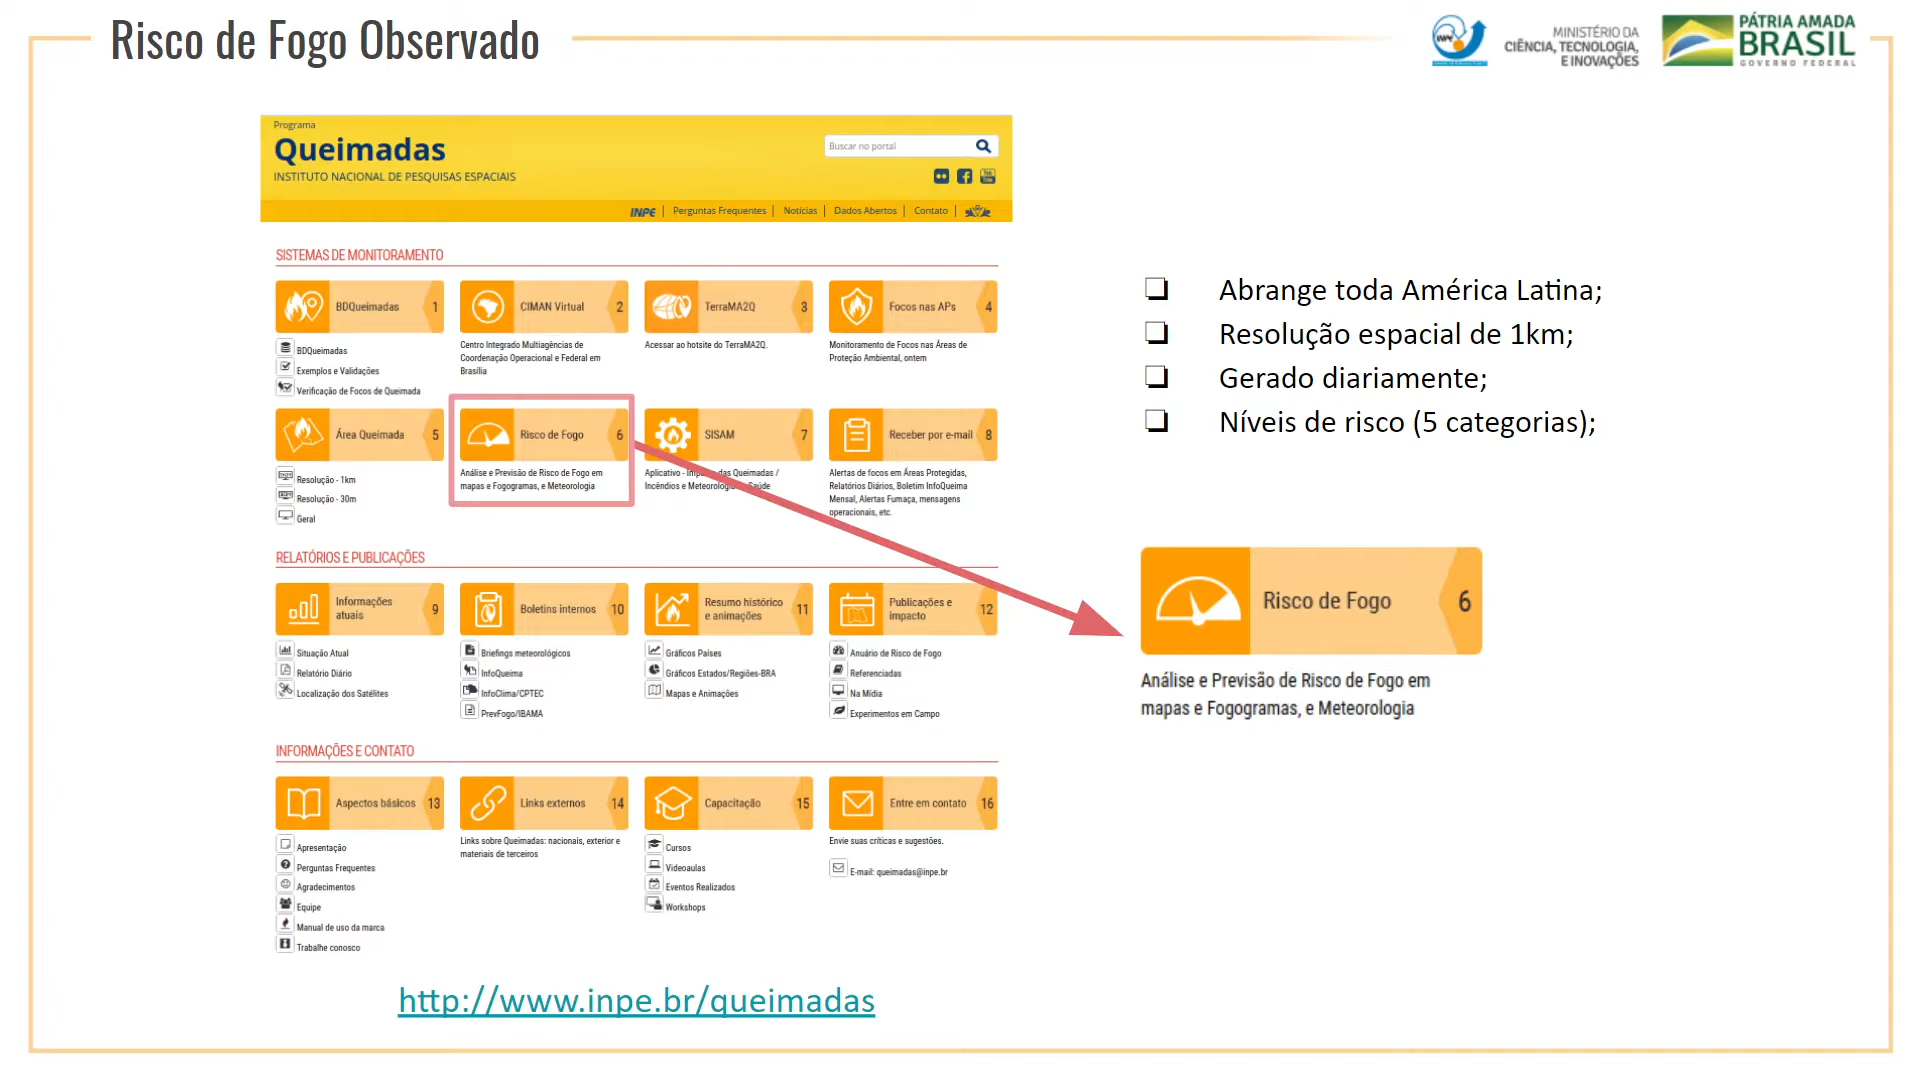 Risco de Fogo Observado
INPE
MINISTÉRIO DA
CIÊNCIA, TECNOLOGIA,
E INOVAÇÕES
PÁTRIA AMADA
BRASIL
GOVERNO FEDERAL
Programa
Queimadas
INSTITUTO NACIONAL DE PESQUISAS ESPACIAIS
Buscar no portal
INPE | Perguntas Frequentes | Notícias | Dados Abertos | Contato |
SISTEMAS DE MONITORAMENTO
BDQueimadas 1
BDQueimadas
Exemplos e Validações
Verificação de Focos de Queimada
CIMAN Virtual 2
Centro Integrado Multiagências de
Coordenação Operacional e Federal em
Brasília
TerraMA2Q 3
Acessar ao hotsite do TerraMA2Q.
Focos nas APs 4
Monitoramento de Focos nas Áreas de
Proteção Ambiental, ontem
Área Queimada 5
Resolução - 1km
Resolução - 30m
Geral
Risco de Fogo 6
Análise e Previsão de Risco de Fogo em
mapas e Fogogramas, e Meteorologia
SISAM 7
Aplicativo - das Queimadas /
Incêndios e Meteorologia Saúde
Receber por e-mail 8
Alertas de focos em Áreas Protegidas,
Relatórios Diários, Boletim InfoQueima
Mensal, Alertas Fumaça, mensagens
operacionais, etc.
RELATÓRIOS E PUBLICAÇÕES
Informações
atuais 9
Situação Atual
Relatório Diário
Localização dos Satélites
Boletins internos 10
Briefings meteorológicos
InfoQueima
InfoClima/CPTEC
PrevFogo/IBAMA
Resumo histórico
e animações 11
Gráficos Países
Gráficos Estados/Regiões-BRA
Mapas e Animações
Publicações e
impacto 12
Anuário de Risco de Fogo
Referenciadas
Na Mídia
Experimentos em Campo
INFORMAÇÕES E CONTATO
Aspectos básicos 13
Apresentação
Perguntas Frequentes
Agradecimentos
Equipe
Manual de uso da marca
Trabalhe conosco
Links externos 14
Links sobre Queimadas: nacionais, exterior e
materiais de terceiros
Capacitação 15
Cursos
Videoaulas
Eventos Realizados
Workshops
Entre em contato 16
Envie suas críticas e sugestões.
E-mail: queimadas@inpe.br
http://www.inpe.br/queimadas
Abrange toda América Latina;
Resolução espacial de 1km;
Gerado diariamente;
Níveis de risco (5 categorias);
Risco de Fogo 6
Análise e Previsão de Risco de Fogo em
mapas e Fogogramas, e Meteorologia